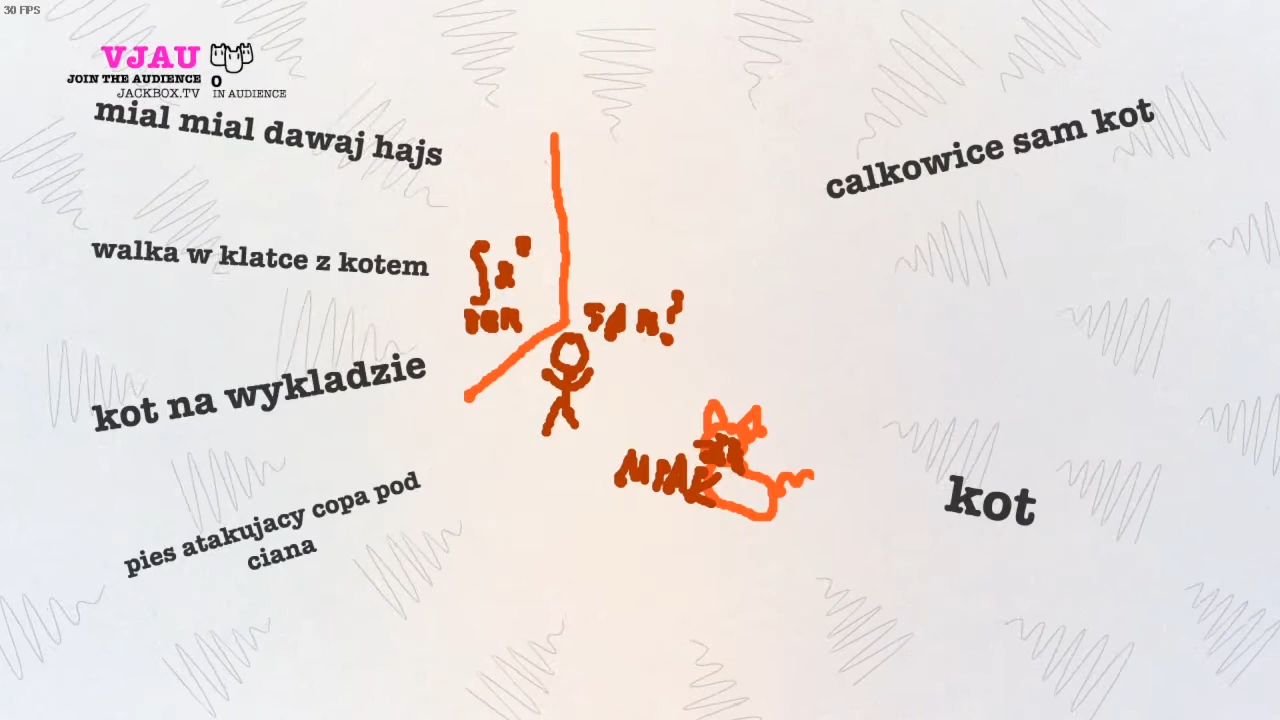 30 FPS
VJAU
JOIN THE AUDIENCE
JACKBOX.TV
0
IN AUDIENCE
mial mial dawaj hajs
calkowice sam kot
walka w klatce z kotem
kot na wykladzie
kot
pies atakujacy copa pod
ciana